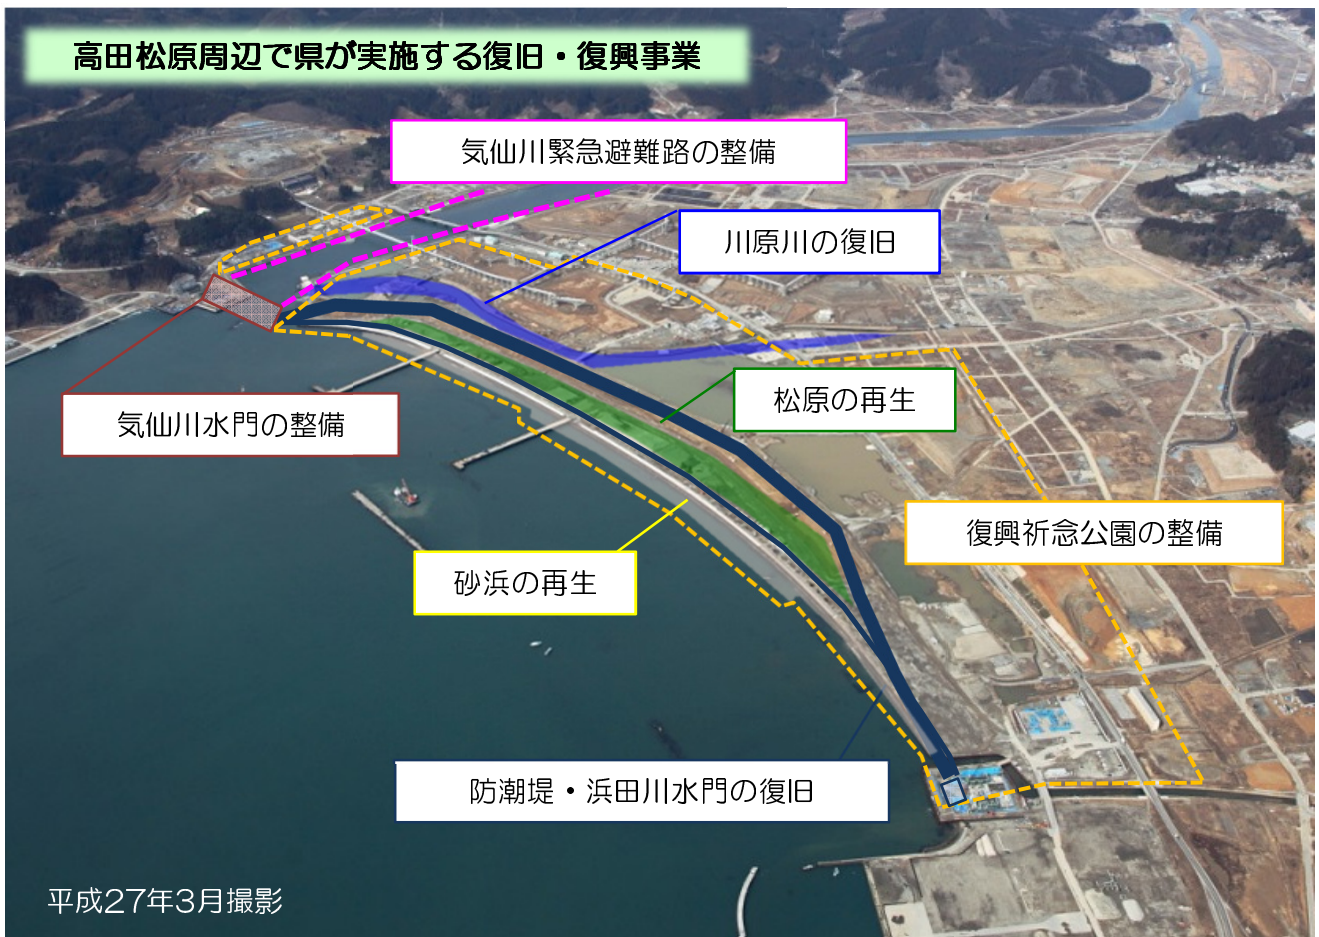 高田松原周辺で県が実施する復旧・復興事業
気仙川緊急避難路の整備
川原川の復旧
松原の再生
気仙川水門の整備
復興祈念公園の整備
砂浜の再生
防潮堤・浜田川水門の復旧
平成27年3月撮影